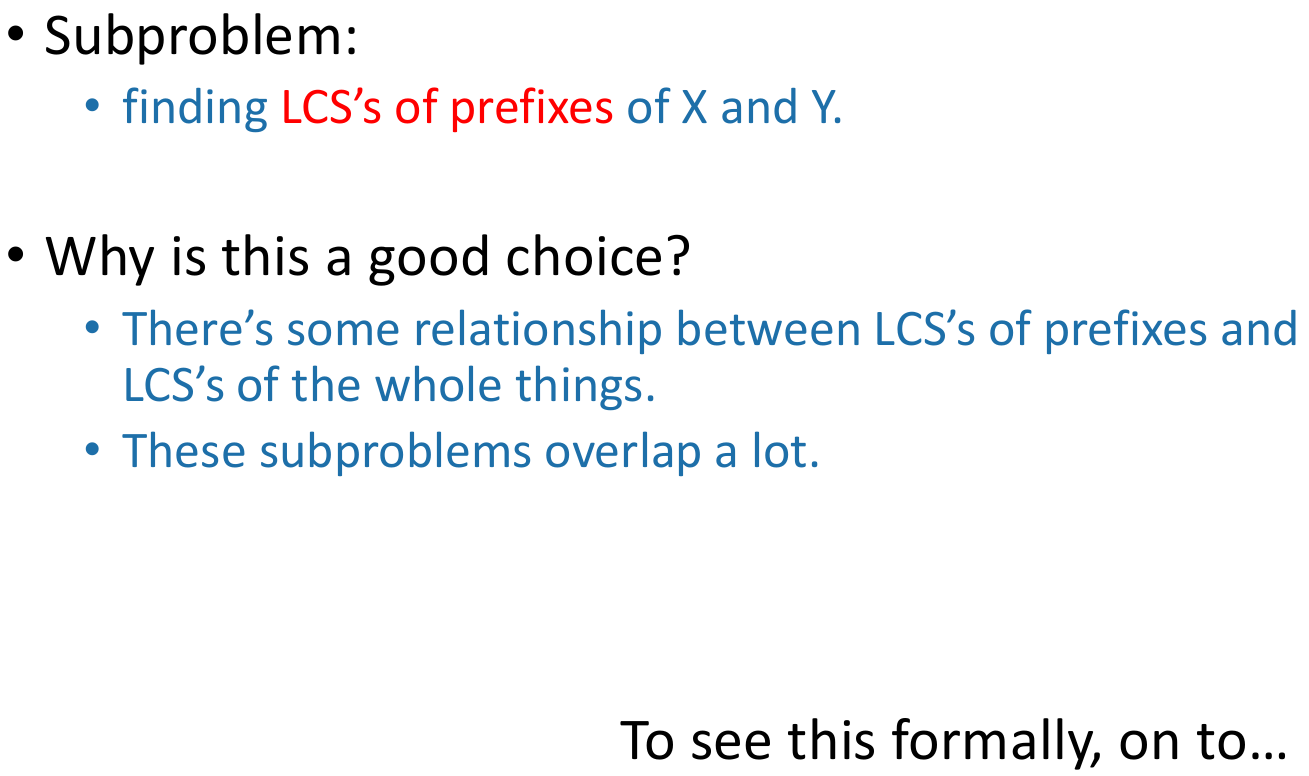 • Subproblem:
• finding LCS’s of prefixes of X and Y.
• Why is this a good choice?
• There’s some relationship between LCS’s of prefixes and
LCS’s of the whole things.
• These subproblems overlap a lot.
To see this formally, on to…